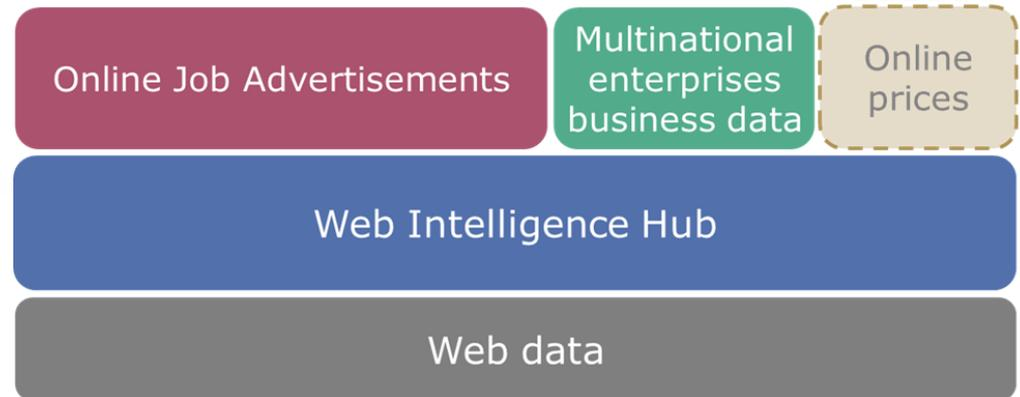 Online Job Advertisements
Multinational
enterprises
business data
Online
prices
Web Intelligence Hub
Web data